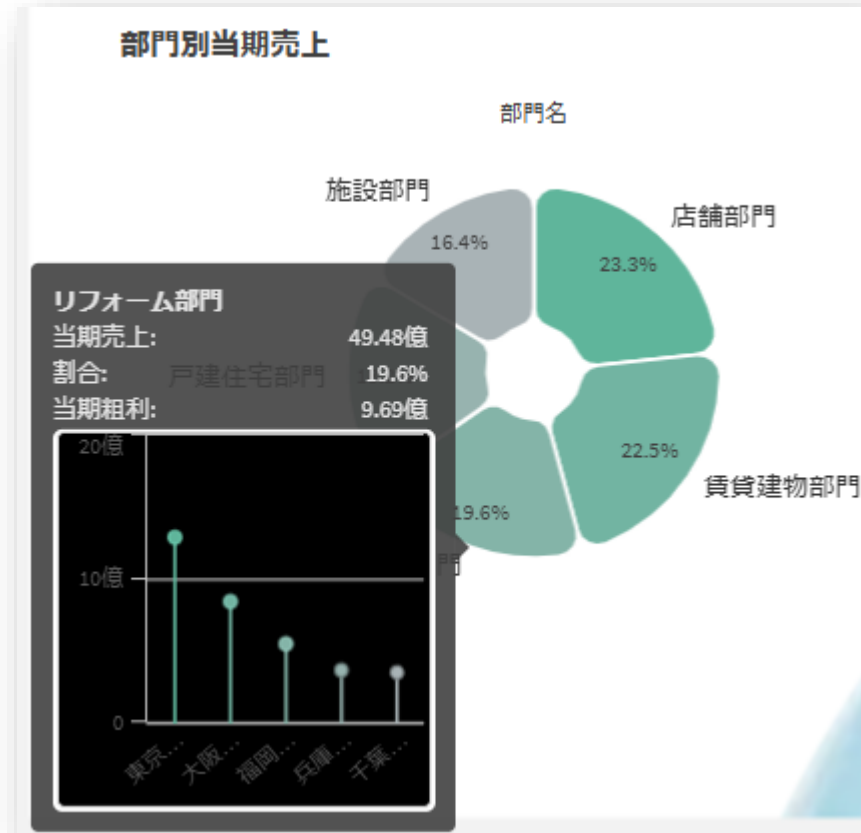 部門別当期売上
部門名
施設部門
店舗部門
16.4%
23.3%
リフォーム部門
当期売上: 49.48億
割合: 19.6%
戸建住宅部門
当期粗利: 9.69億
22.5%
賃貸建物部門
19.6%
門
20億
10億
0
東京...
大阪...
福岡...
兵庫...
千葉...